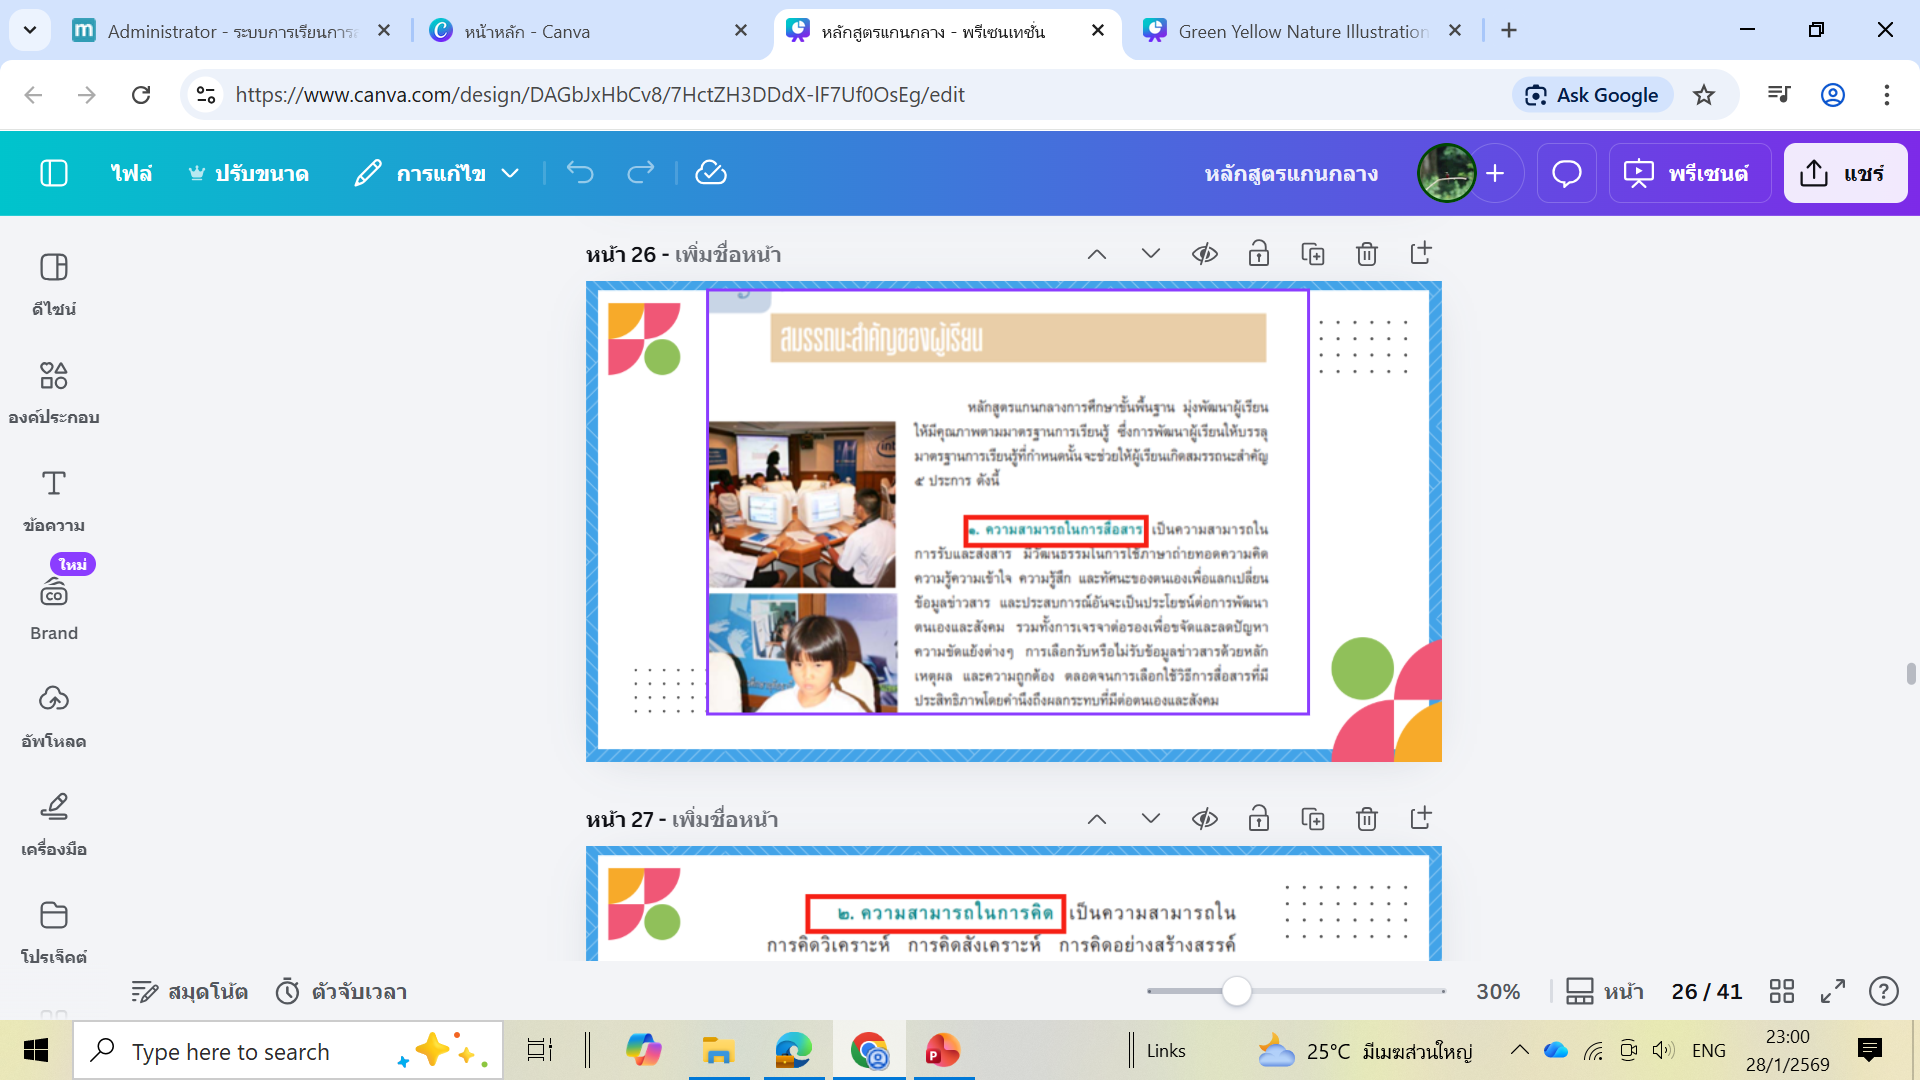 Administrator - ระบบการเรียนการส
หน้าหลัก - Canva
หลักสูตรแกนกลาง - พรีเซนเทชั่น
Green Yellow Nature Illustration
https://www.canva.com/design/DAGbJxHbCv8/7HctZH3DDdX-lF7Uf0OsEg/edit
Ask Google
ไฟล์
ปรับขนาด
การแก้ไข
หลักสูตรแกนกลาง
พรีเซนต์
แชร์
ดีไซน์
องค์ประกอบ
ข้อความ
ใหม่
Brand
อัพโหลด
เครื่องมือ
โปรเจ็คต์
หน้า 26 - เพิ่มชื่อหน้า
สมรรถนะสำคัญของผู้เรียน
หลักสูตรแกนกลางการศึกษาขั้นพื้นฐาน มุ่งพัฒนาผู้เรียน
ให้มีคุณภาพตามมาตรฐานการเรียนรู้ ซึ่งการพัฒนาผู้เรียนให้บรรลุ
มาตรฐานการเรียนรู้ที่กำหนดนั้น จะช่วยให้ผู้เรียนเกิดสมรรถนะสำคัญ
๕ ประการ ดังนี้
๑. ความสามารถในการสื่อสาร เป็นความสามารถใน
การรับและส่งสาร มีวัฒนธรรมในการใช้ภาษาถ่ายทอดความคิด
ความรู้ความเข้าใจ ความรู้สึก และทัศนะของตนเองเพื่อแลกเปลี่ยน
ข้อมูลข่าวสาร และประสบการณ์อันจะเป็นประโยชน์ต่อการพัฒนา
ตนเองและสังคม รวมทั้งการเจรจาต่อรองเพื่อขจัดและลดปัญหา
ความขัดแย้งต่างๆ การเลือกรับหรือไม่รับข้อมูลข่าวสารด้วยหลัก
เหตุผล และความถูกต้อง ตลอดจนการเลือกใช้วิธีการสื่อสารที่มี
ประสิทธิภาพโดยคำนึงถึงผลกระทบที่มีต่อตนเองและสังคม
หน้า 27 - เพิ่มชื่อหน้า
๒. ความสามารถในการคิด เป็นความสามารถใน
การคิดวิเคราะห์ การคิดสังเคราะห์ การคิดอย่างสร้างสรรค์
สมุดโน้ต
ตัวจับเวลา
30%
หน้า
26 / 41
Type here to search
Links
25°C มีเมฆส่วนใหญ่
ENG
23:00
28/1/2569